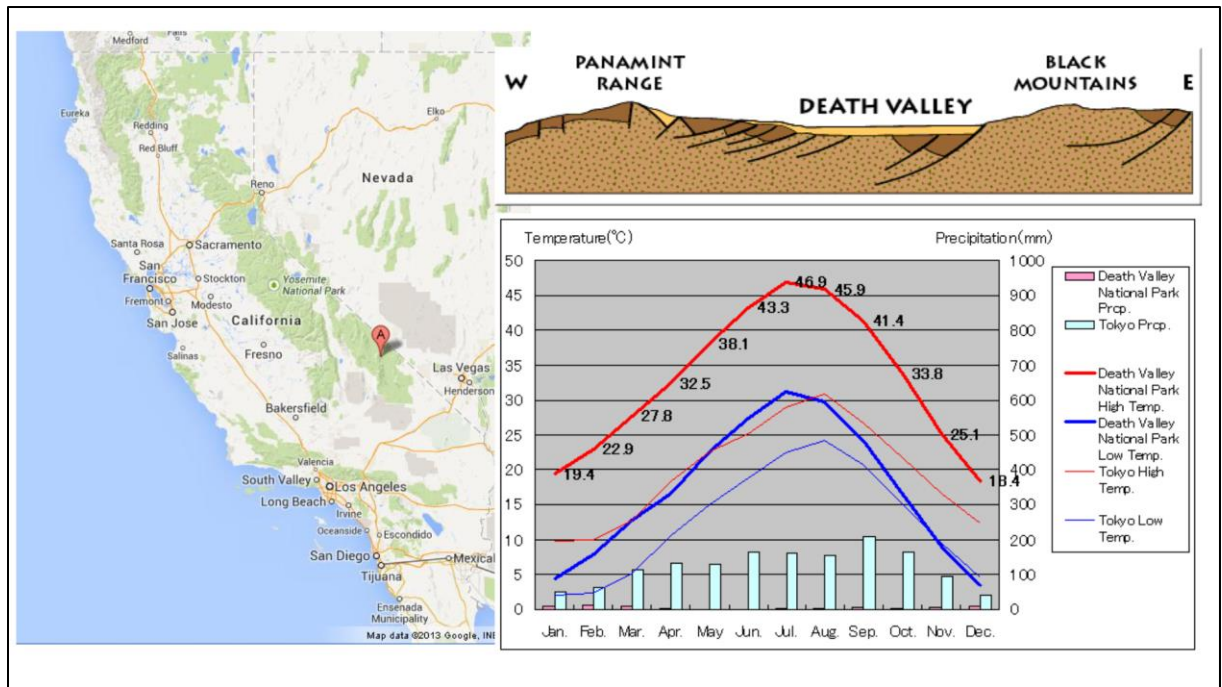 Medford
Falls
Eureka
Redding
Red Bluff
Elko
Reno
Nevada
Santa Rosa
Sacramento
San
Francisco
Stockton
Yosemite
National Park
Fremont
Modesto
San Jose
California
Salinas
Fresno
Las Vegas
Henderson
A
Bakersfield
Valencia
South Valley
Los Angeles
Long Beach
Irvine
Oceanside
Escondido
San Diego
Mexicali
Tijuana
Ensenada
Municipality
Map data ©2013 Google, INE
W
PANAMINT
RANGE
DEATH VALLEY
BLACK
MOUNTAINS
E
Temperature(℃)
Precipitation(mm)
50
45
40
35
30
25
20
15
10
5
0
19.4
22.9
27.8
32.5
38.1
43.3
46.9
45.9
41.4
33.8
25.1
18.4
1000
900
800
700
600
500
400
300
200
100
0
Jan. Feb. Mar. Apr. May Jun. Jul. Aug. Sep. Oct. Nov. Dec.
Death Valley
National Park
Prcp.
Tokyo Prcp.
Death Valley
National Park
High Temp.
Death Valley
National Park
Low Temp.
Tokyo High
Temp.
Tokyo Low
Temp.